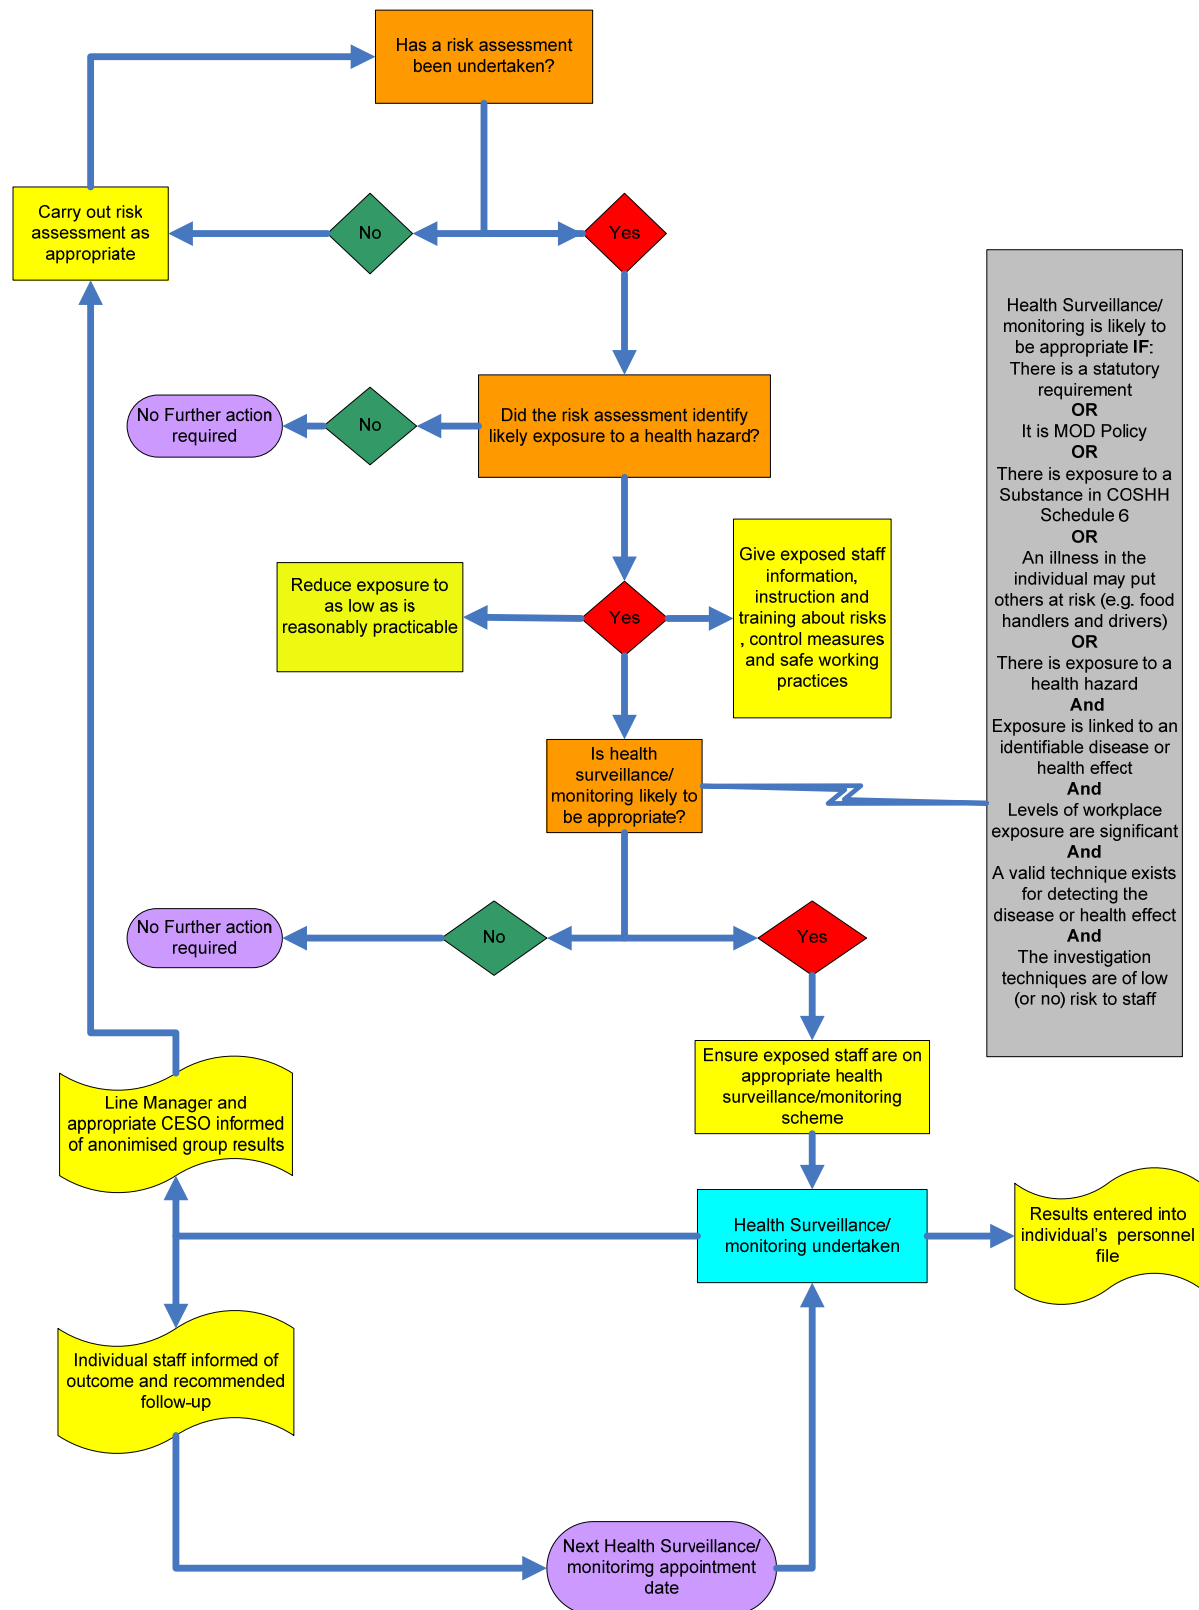 Has a risk assessment
been undertaken?
Carry out risk
assessment as
appropriate
No
Yes
Health Surveillance/
monitoring is likely to
be appropriate IF:
There is a statutory
requirement
OR
It is MOD Policy
OR
There is exposure to a
Substance in COSHH
Schedule 6
OR
An illness in the
individual may put
others at risk (e.g. food
handlers and drivers)
OR
There is exposure to a
health hazard
And
Exposure is linked to an
identifiable disease or
health effect
And
Levels of workplace
exposure are significant
And
A valid technique exists
for detecting the
disease or health effect
And
The investigation
techniques are of low
(or no) risk to staff
No Further action
required
No
Did the risk assessment identify
likely exposure to a health hazard?
Reduce exposure to
as low as is
reasonably practicable
Yes
Give exposed staff
information,
instruction and
training about risks
, control measures
and safe working
practices
Is health
surveillance/
monitoring likely to
be appropriate?
No Further action
required
No
Yes
Ensure exposed staff are on
appropriate health
surveillance/monitoring
scheme
Line Manager and
appropriate CESO informed
of anonimised group results
Health Surveillance/
monitoring undertaken
Results entered into
individual's personnel
file
Individual staff informed of
outcome and recommended
follow-up
Next Health Surveillance/
monitorimg appointment
date